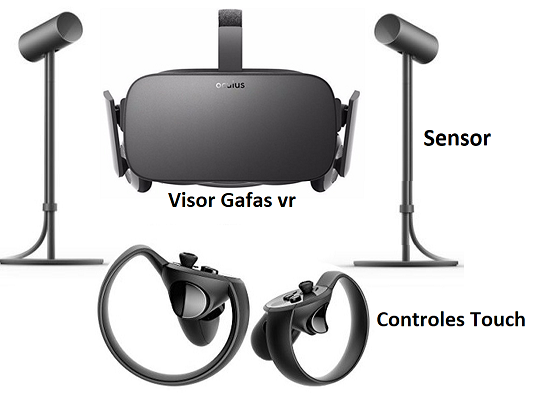 oculus
Sensor
Visor Gafas vr
Controles Touch